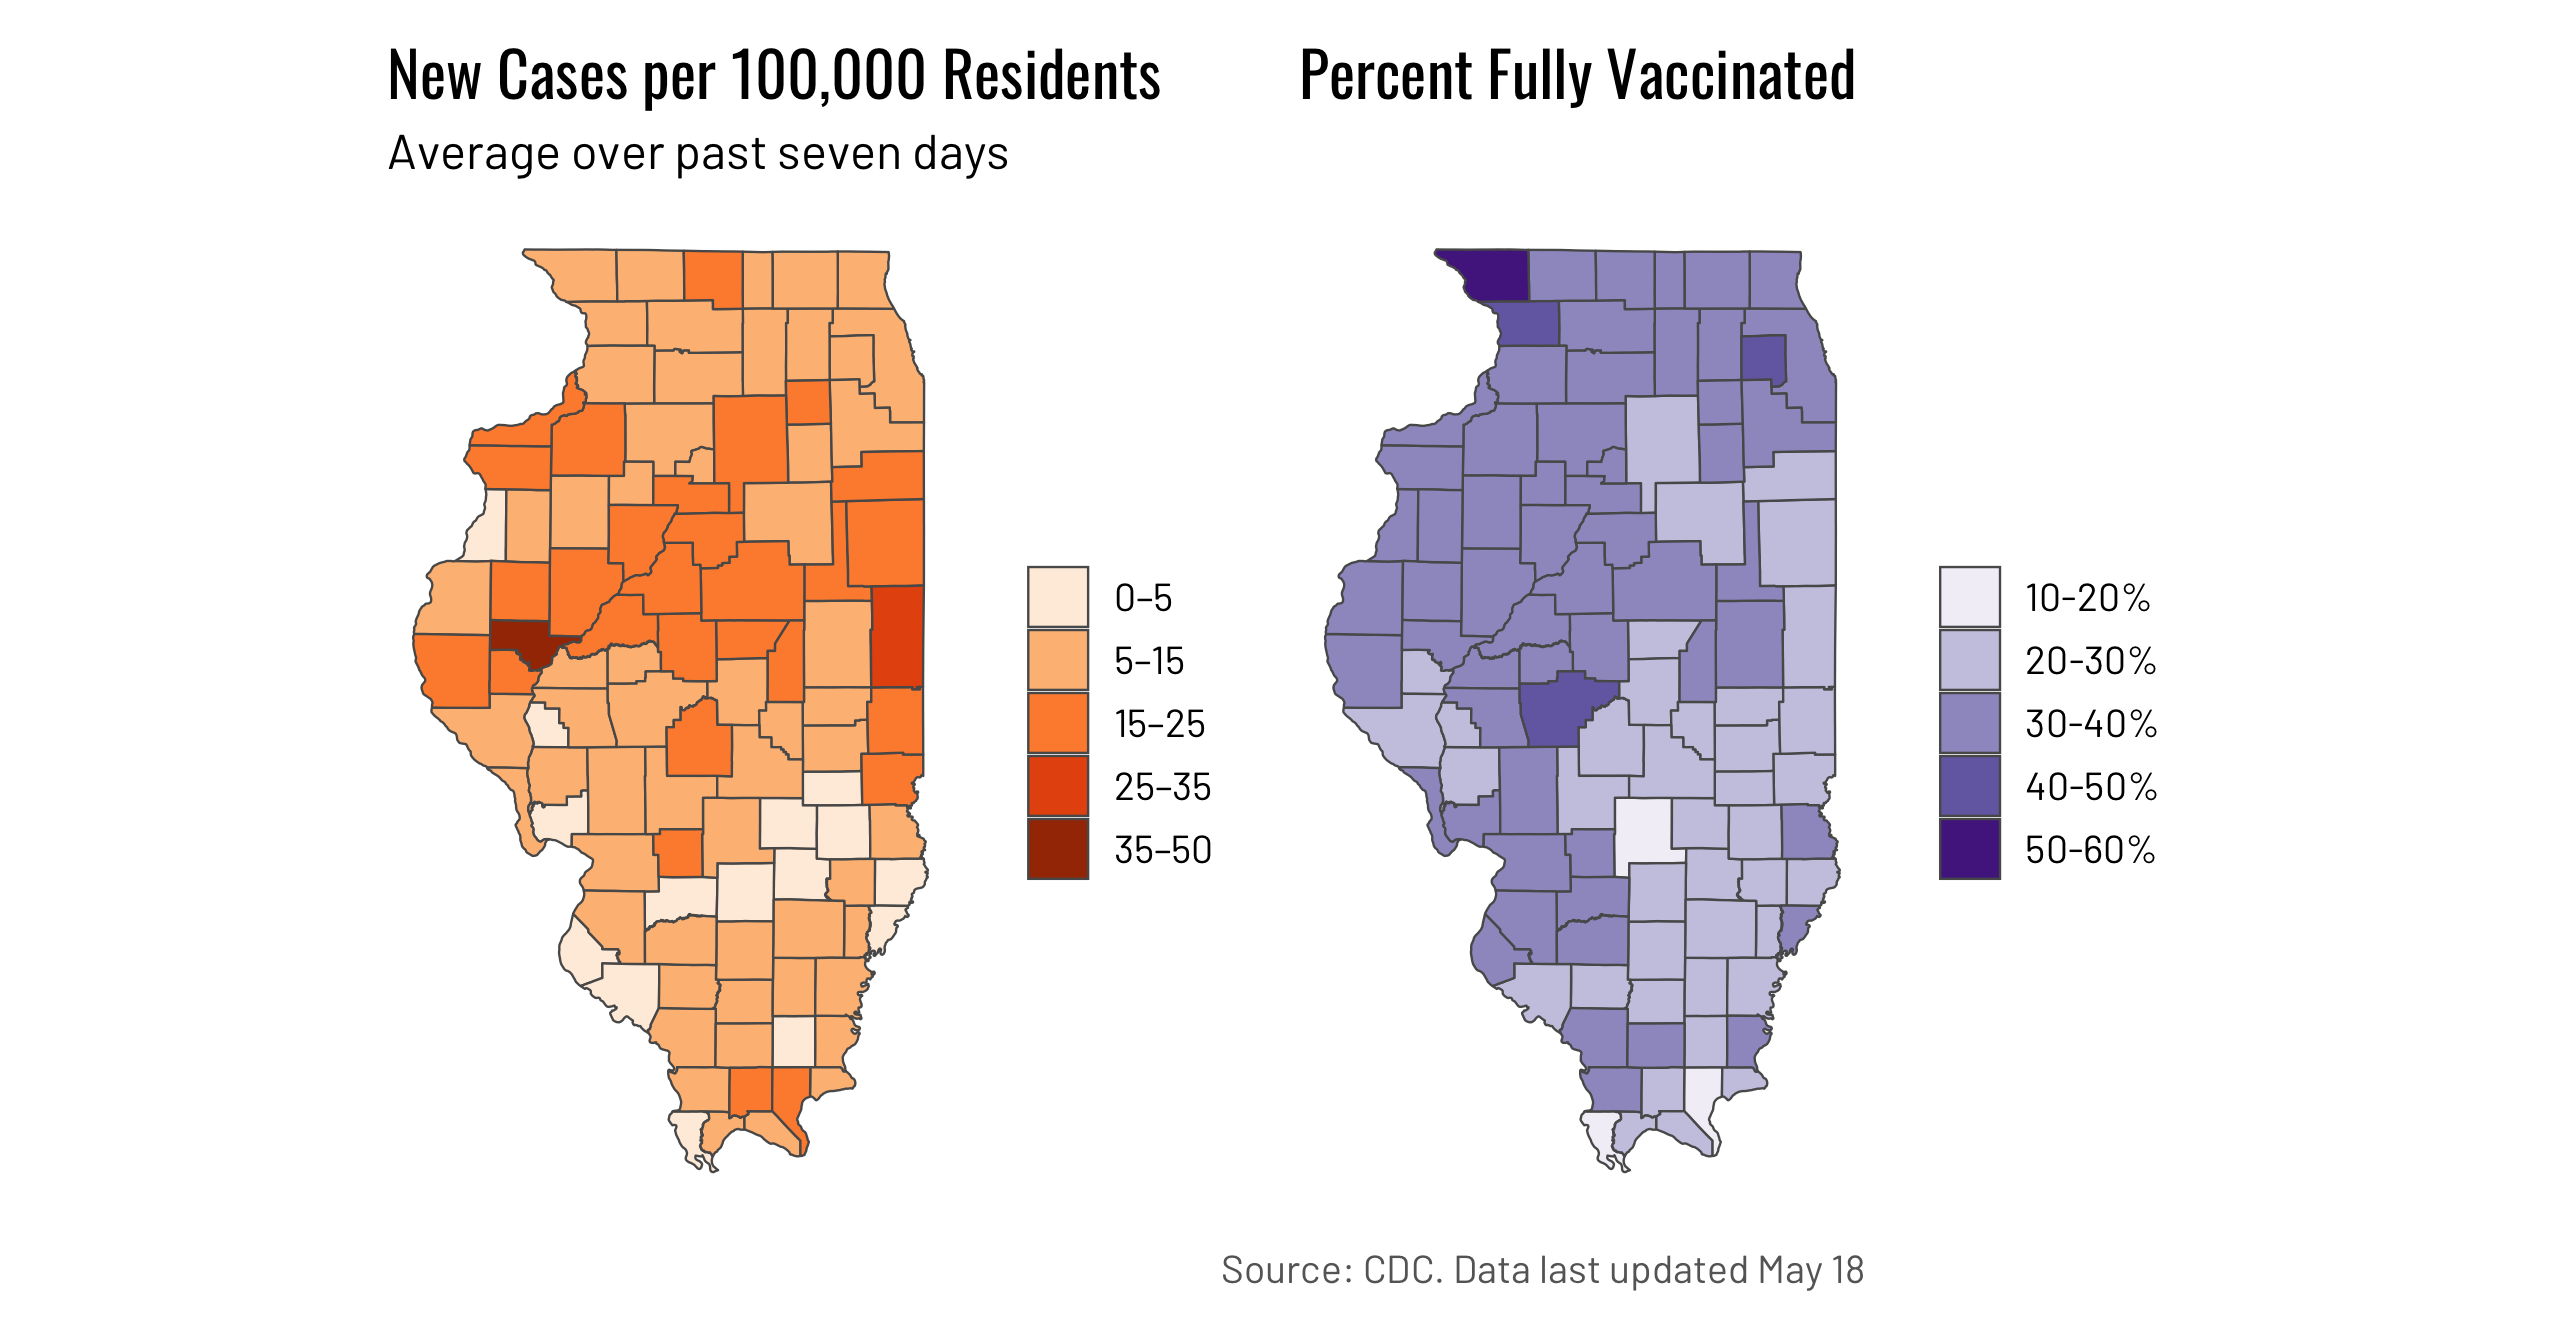 New Cases per 100,000 Residents
Average over past seven days
0–5
5–15
15–25
25–35
35–50
Percent Fully Vaccinated
10-20%
20-30%
30-40%
40-50%
50-60%
Source: CDC. Data last updated May 18